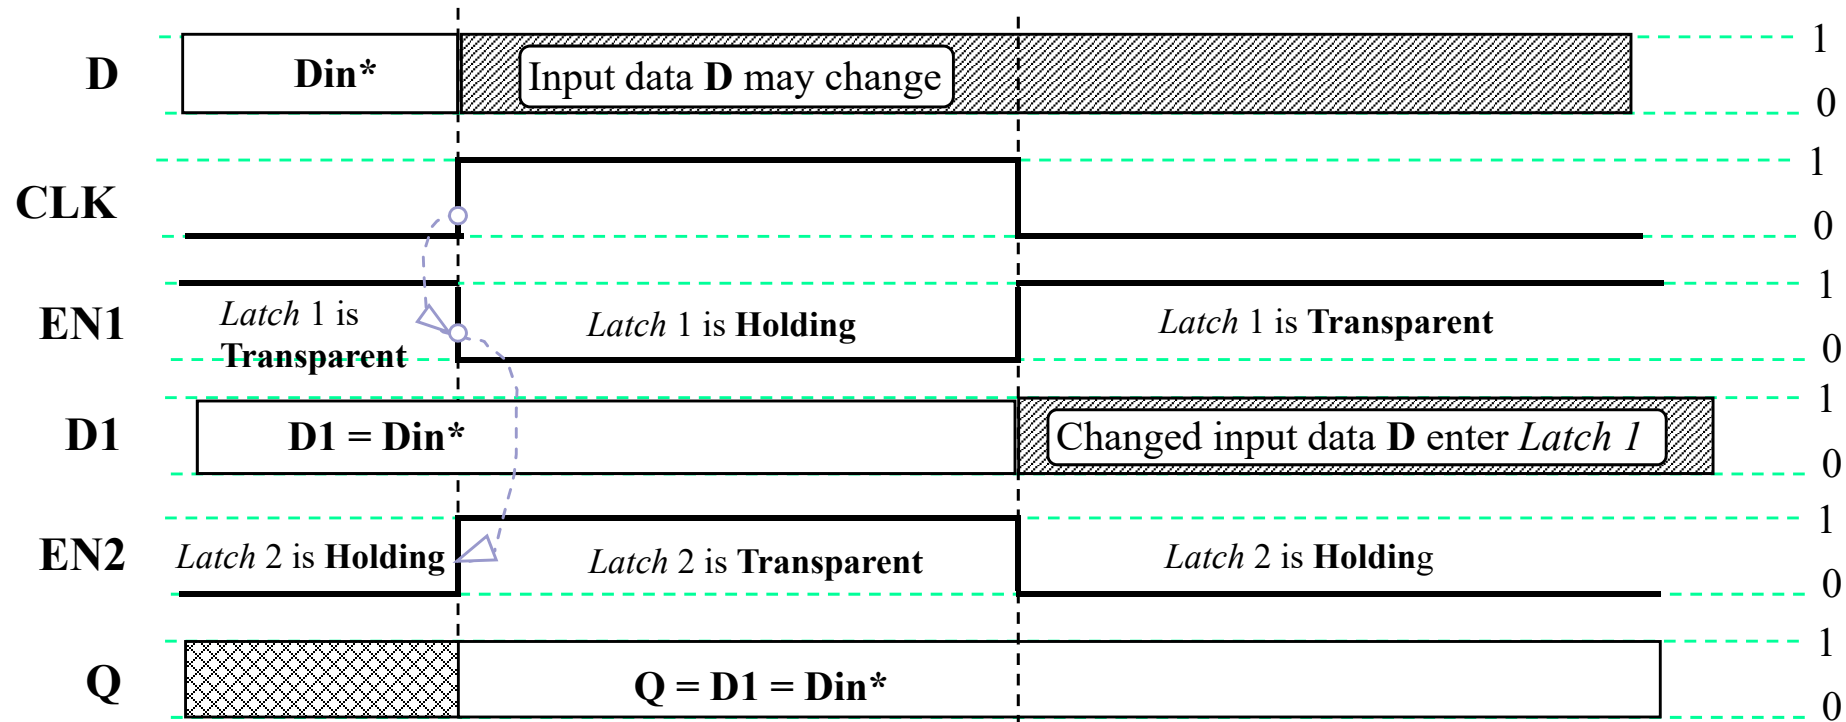 D
Din*
Input data D may change
1
0
CLK
1
0
EN1
Latch 1 is
Transparent
Latch 1 is Holding
Latch 1 is Transparent
1
0
D1
D1 = Din*
Changed input data D enter Latch 1
1
0
EN2
Latch 2 is Holding
Latch 2 is Transparent
Latch 2 is Holding
1
0
Q
Q = D1 = Din*
1
0